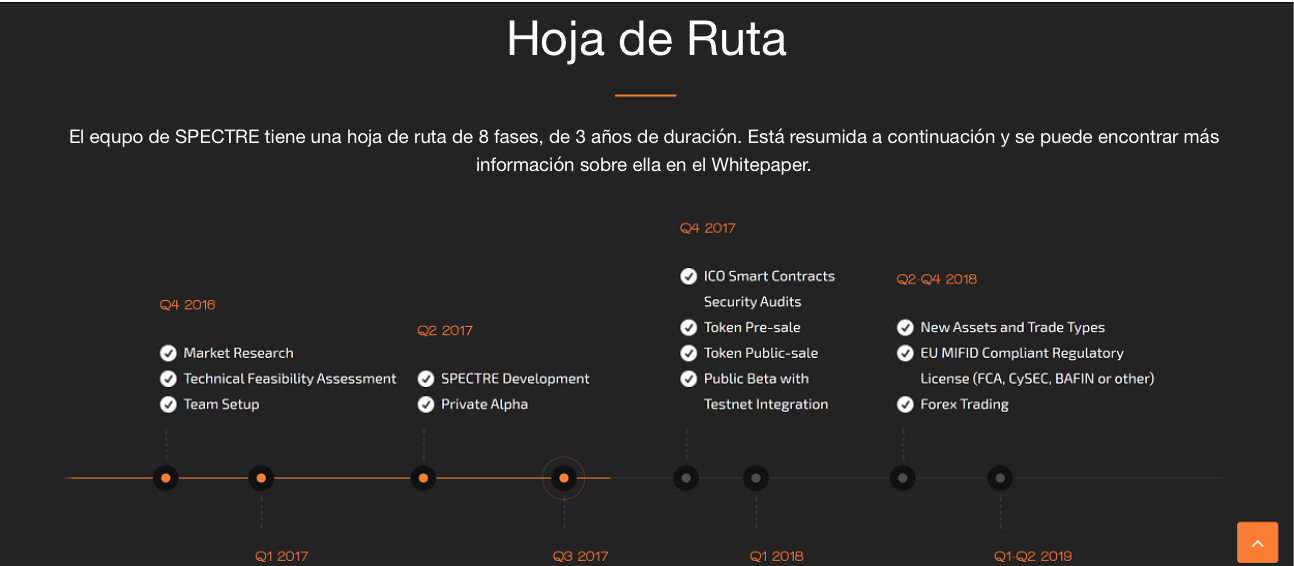 Hoja de Ruta
El equpo de SPECTRE tiene una hoja de ruta de 8 fases, de 3 años de duración. Está resumida a continuación y se puede encontrar más
información sobre ella en el Whitepaper.
Q4 2016
Market Research
Technical Feasibility Assessment
Team Setup
Q2 2017
SPECTRE Development
Private Alpha
Q4 2017
ICO Smart Contracts
Security Audits
Token Pre-sale
Token Public-sale
Public Beta with
Testnet Integration
Q2-Q4 2018
New Assets and Trade Types
EU MIFID Compliant Regulatory
License (FCA, CySEC, BAFIN or other)
Forex Trading
Q1 2017
Q3 2017
Q1 2018
Q1-Q2 2019